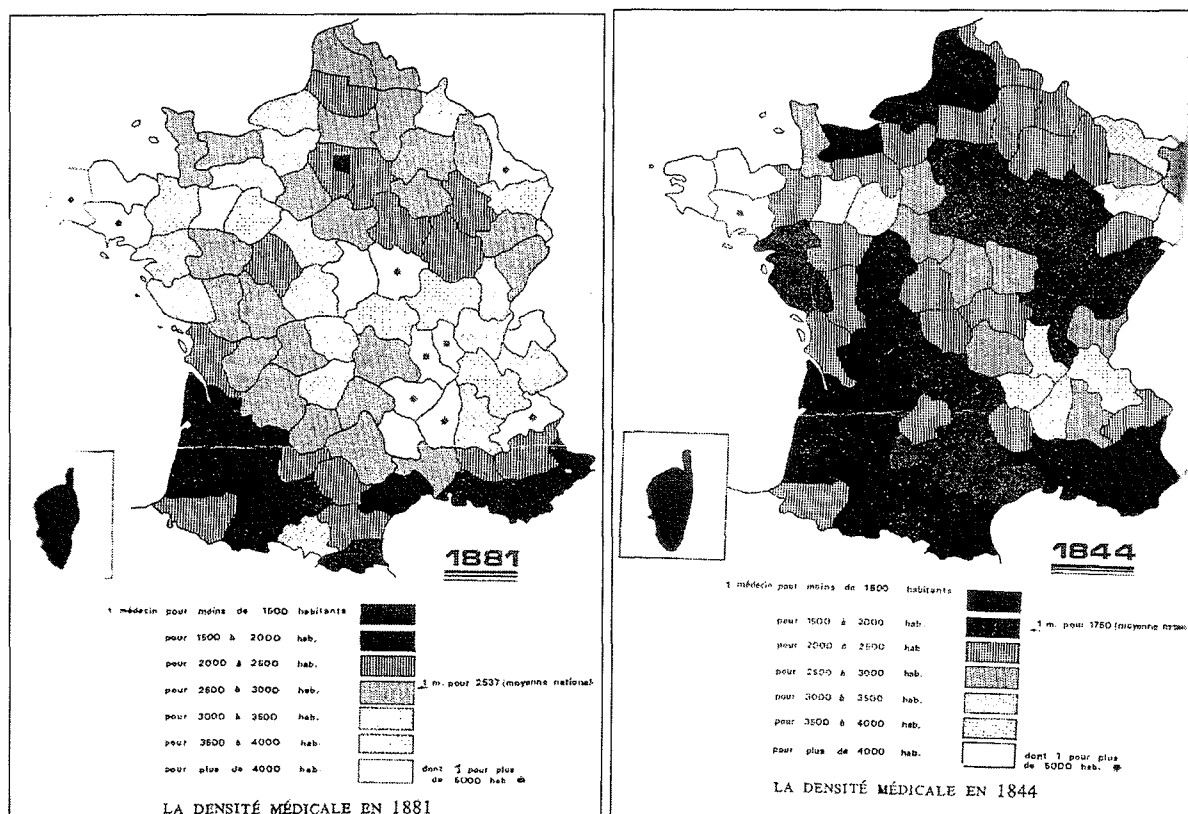 1881
1 médecin pour moins de 1500 habitants
pour 1500 à 2000 hab.
pour 2000 à 2500 hab.
pour 2500 à 3000 hab.
1 m. pour 2537 (moyenne national
pour 3000 à 3500 hab.
pour 3500 à 4000 hab.
pour plus de 4000 hab.
dont 1 pour plus
de 5000 hab
LA DENSITÉ MÉDICALE EN 1881
1844
1 médecin pour moins de 1500 habitants
pour 1500 à 2000 hab.
1 m. pour 1750 (moyenne
pour 2000 à 2500 hab
pour 2500 à 3000 hab.
pour 3000 à 3500 hab.
pour 3500 à 4000 hab.
pour plus de 4000 hab.
dont 1 pour plus
de 5000 hab.
LA DENSITÉ MÉDICALE EN 1844